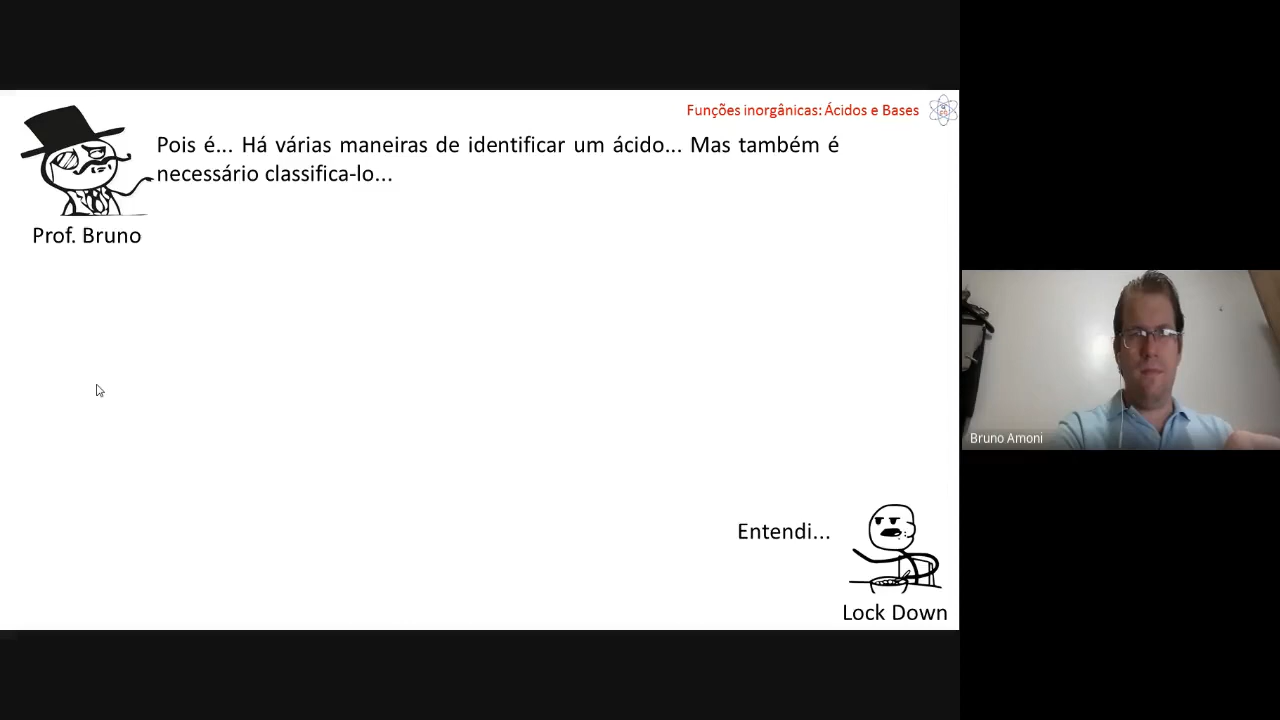 Funções inorgânicas: Ácidos e Bases
Pois é... Há várias maneiras de identificar um ácido... Mas também é
necessário classifica-lo...
Prof. Bruno
Bruno Amoni
Entendi...
Lock Down